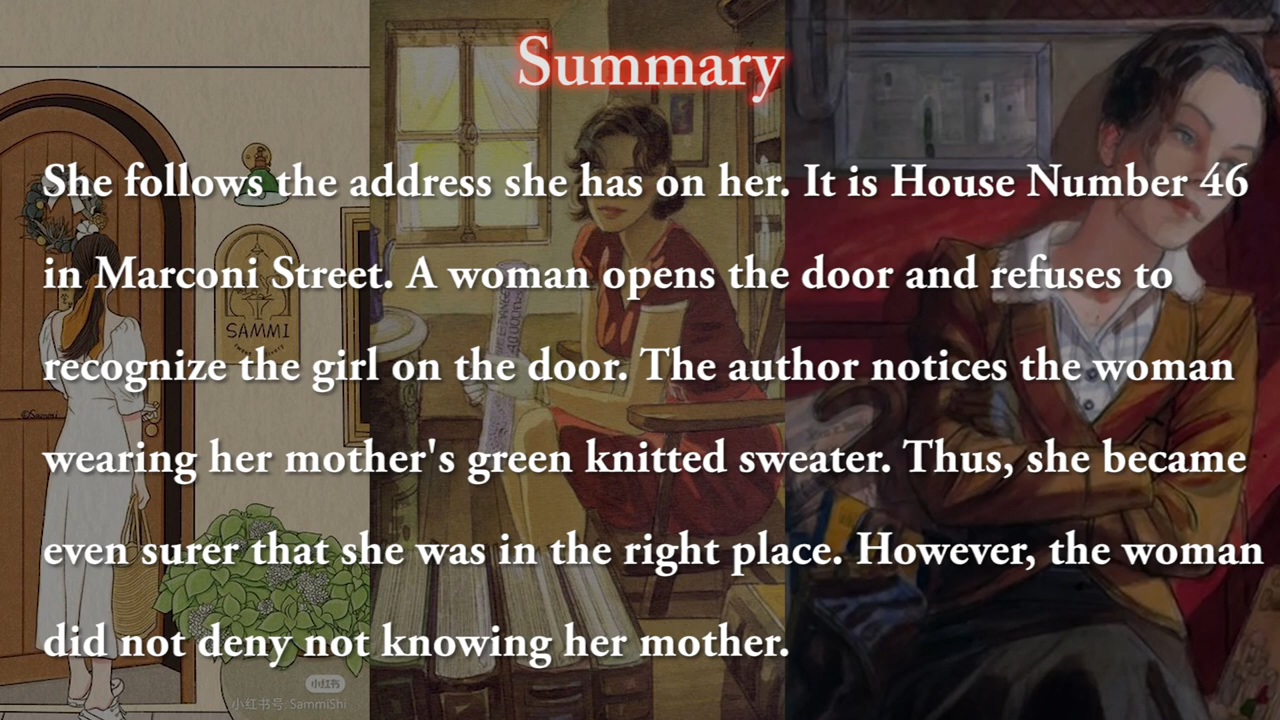 Summary
She follows the address she has on her. It is House Number 46
in Marconi Street. A woman opens the door and refuses to
recognize the girl on the door. The author notices the woman
wearing her mother's green knitted sweater. Thus, she became
even surer that she was in the right place. However, the woman
did not deny not knowing her mother.
SAMMI
小红书
小红书号: SammiShi